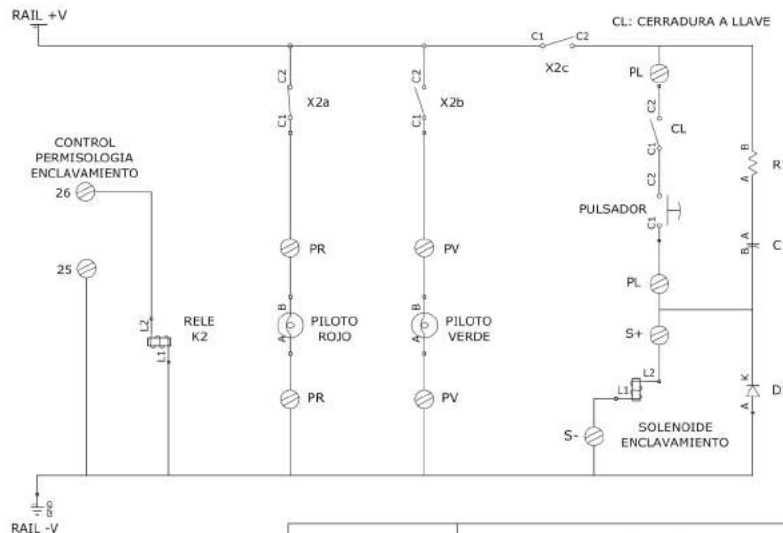 RAIL +V
CL: CERRADURA A LLAVE
C1
C2
X2c
PL
C2
X2a
C1
C2
X2b
C1
C2
CL
C1
CONTROL
PERMISOLOGIA
ENCLAVAMIENTO
26
B
A
C2
PULSADOR
C1
A
B
25
PR
PV
PL
L2
RELE
K2
L1
B
PILOTO
ROJO
A
B
PILOTO
VERDE
A
S+
L2
L1
K
A
PR
PV
S-
SOLENOIDE
ENCLAVAMIENTO
GND
RAIL -V